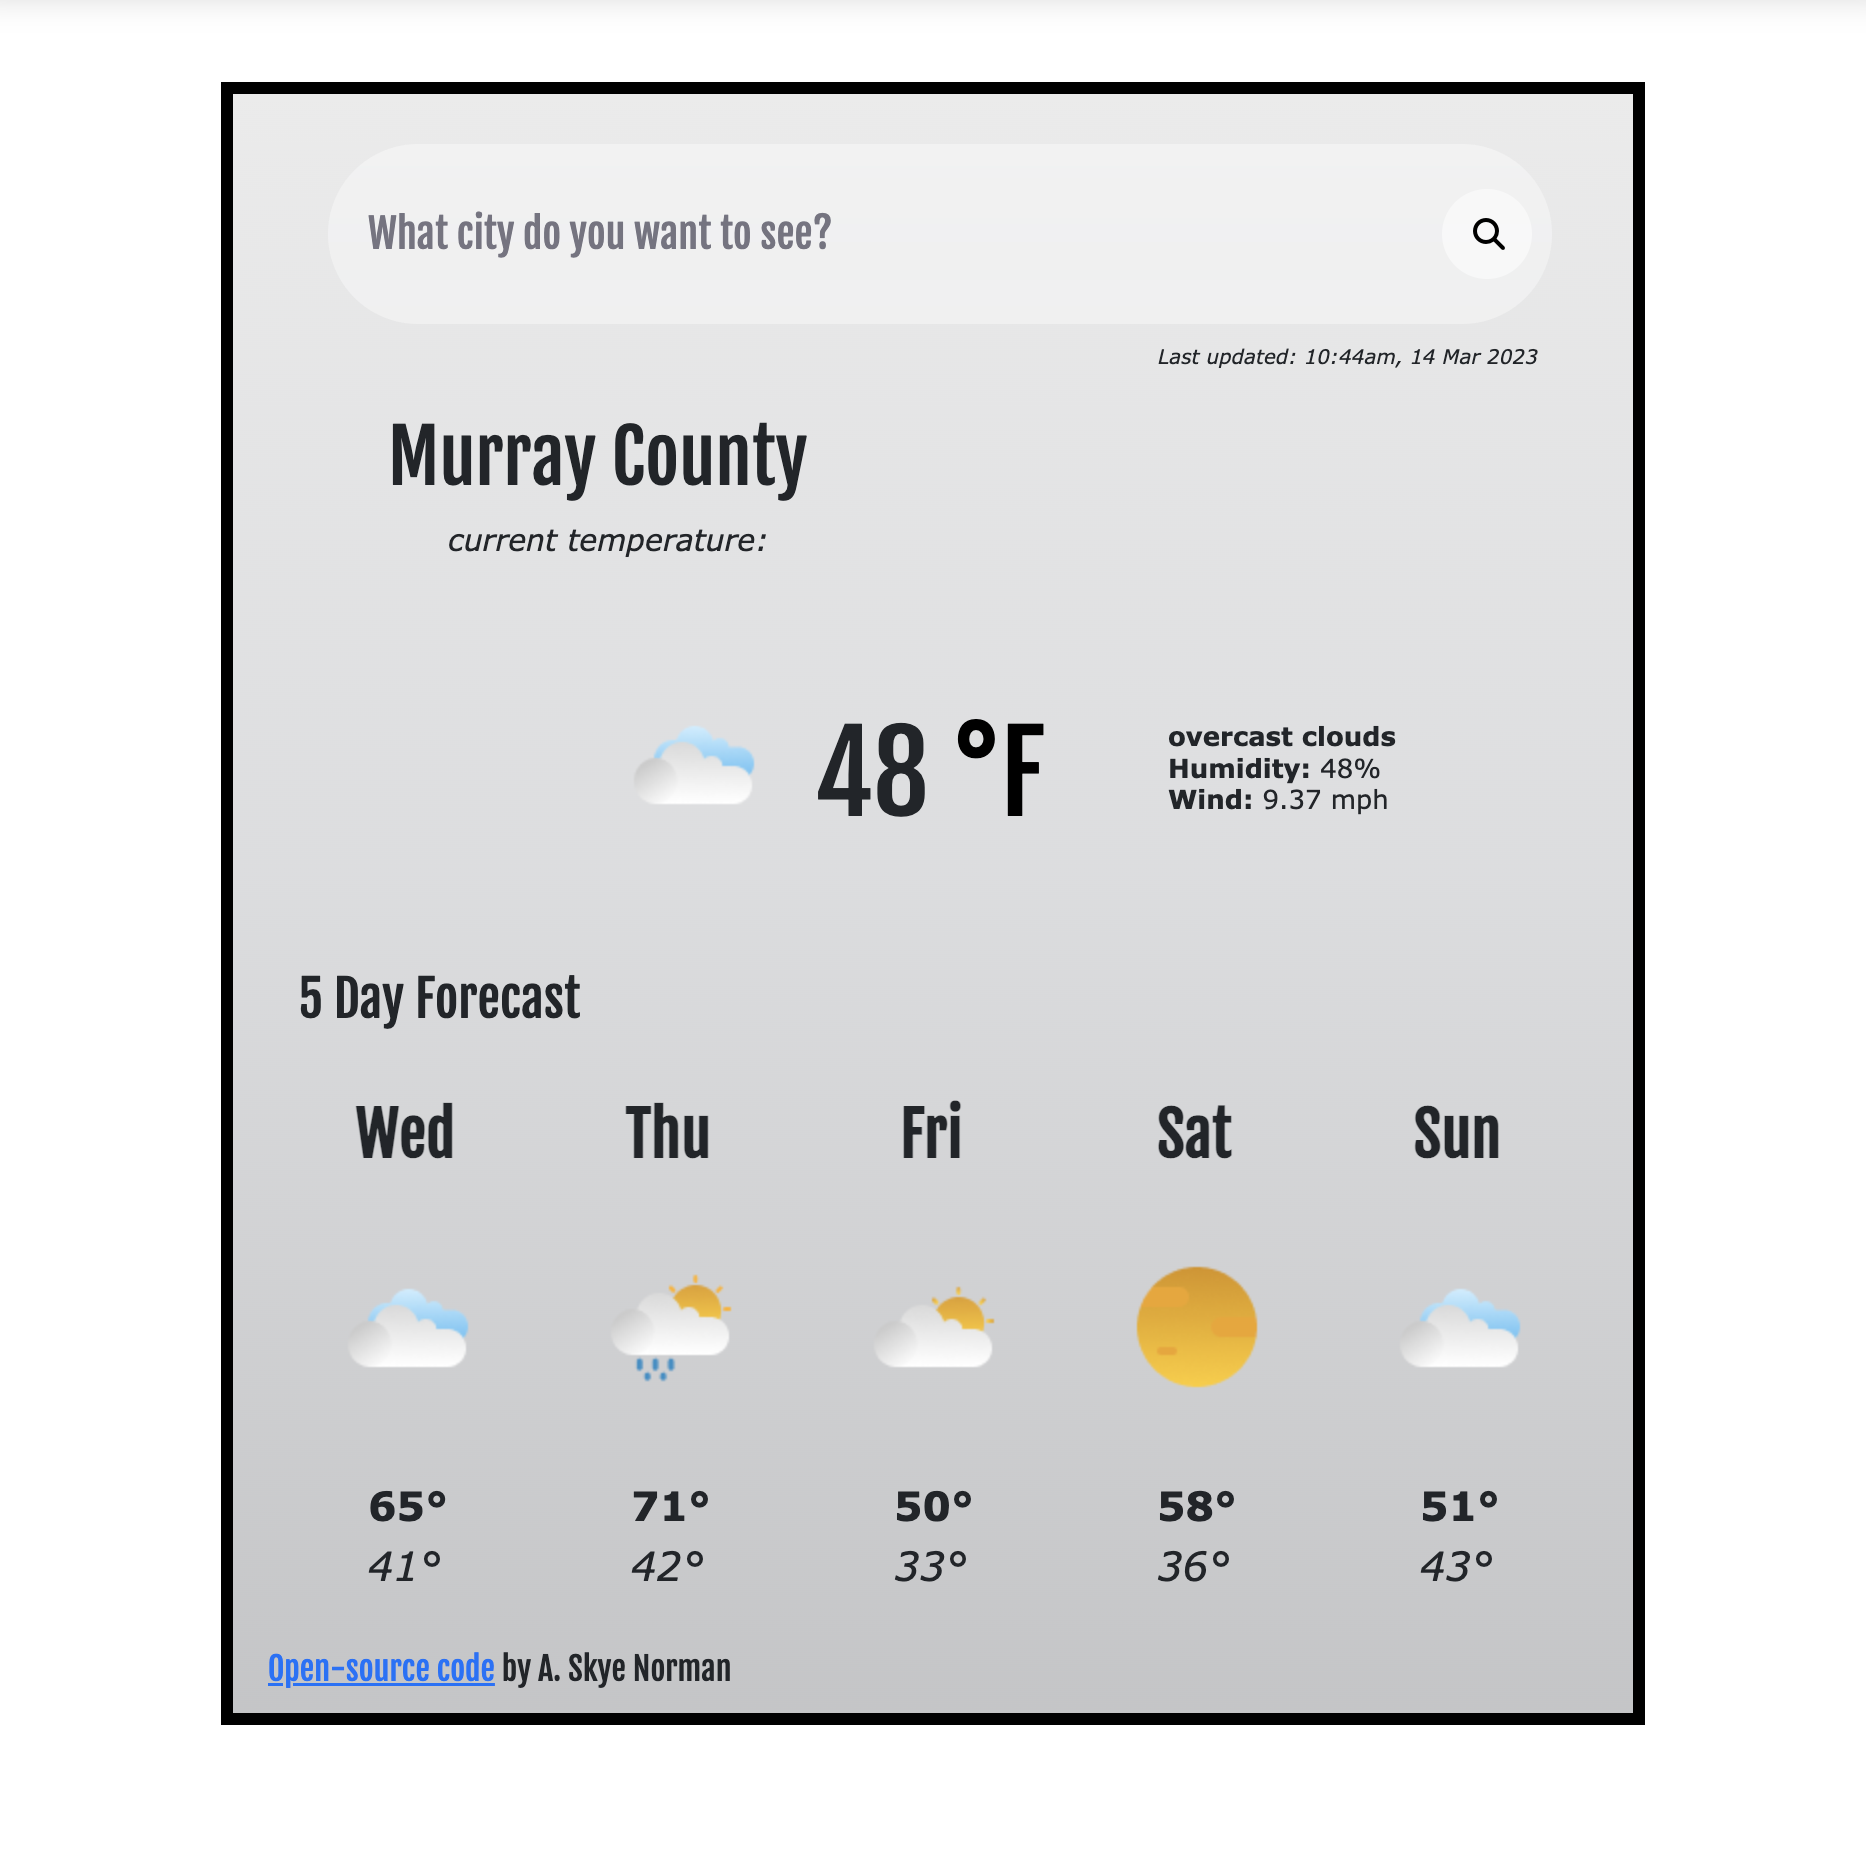 What city do you want to see?
Last updated: 10:44am, 14 Mar 2023
Murray County
current temperature:
48 °F
overcast clouds
Humidity: 48%
Wind: 9.37 mph
5 Day Forecast
Wed Thu Fri Sat Sun
65° 71° 50° 58° 51°
41° 42° 33° 36° 43°
Open-source code by A. Skye Norman